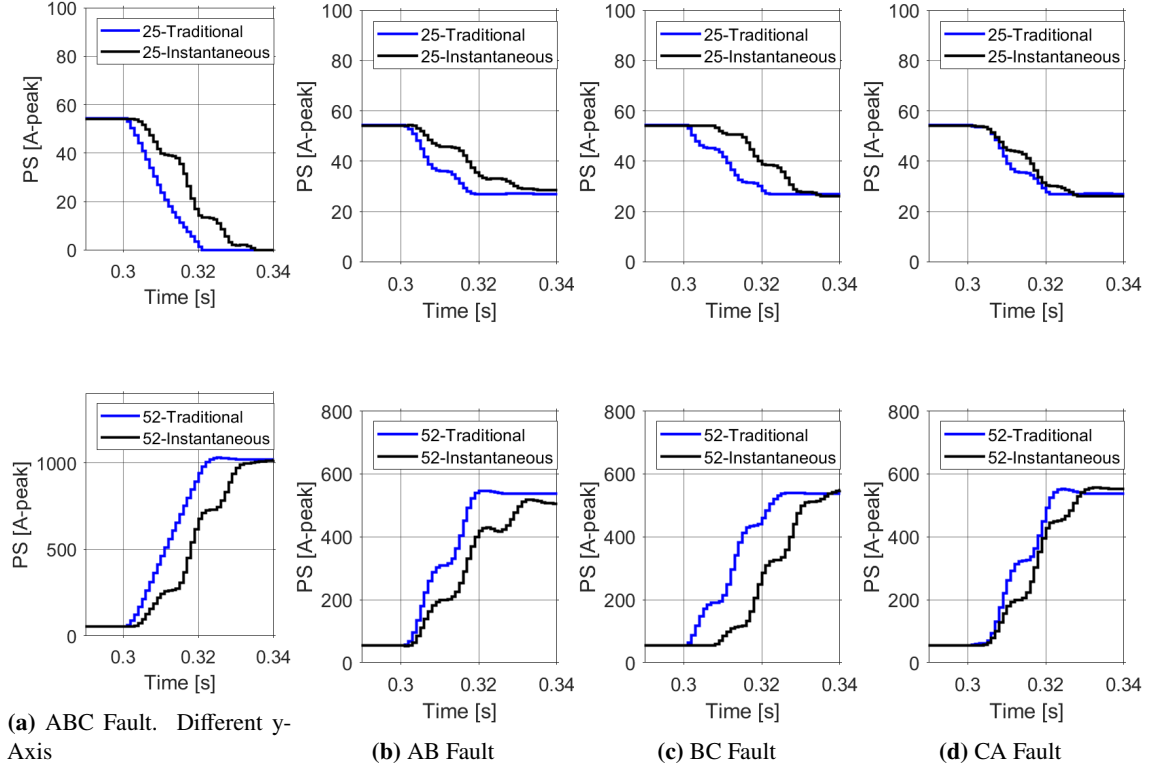 100
80
60
40
20
0
PS [A-peak]
25-Traditional
25-Instantaneous
0.3
0.32
0.34
Time [s]
100
80
60
40
20
0
PS [A-peak]
25-Traditional
25-Instantaneous
0.3
0.32
0.34
Time [s]
100
80
60
40
20
0
PS [A-peak]
25-Traditional
25-Instantaneous
0.3
0.32
0.34
Time [s]
100
80
60
40
20
0
PS [A-peak]
25-Traditional
25-Instantaneous
0.3
0.32
0.34
Time [s]
1000
500
0
PS [A-peak]
52-Traditional
52-Instantaneous
0.3
0.32
0.34
Time [s]
(a) ABC Fault. Different y-
Axis
800
600
400
200
0
PS [A-peak]
52-Traditional
52-Instantaneous
0.3
0.32
0.34
Time [s]
(b) AB Fault
800
600
400
200
0
PS [A-peak]
52-Traditional
52-Instantaneous
0.3
0.32
0.34
Time [s]
(c) BC Fault
800
600
400
200
0
PS [A-peak]
52-Traditional
52-Instantaneous
0.3
0.32
0.34
Time [s]
(d) CA Fault